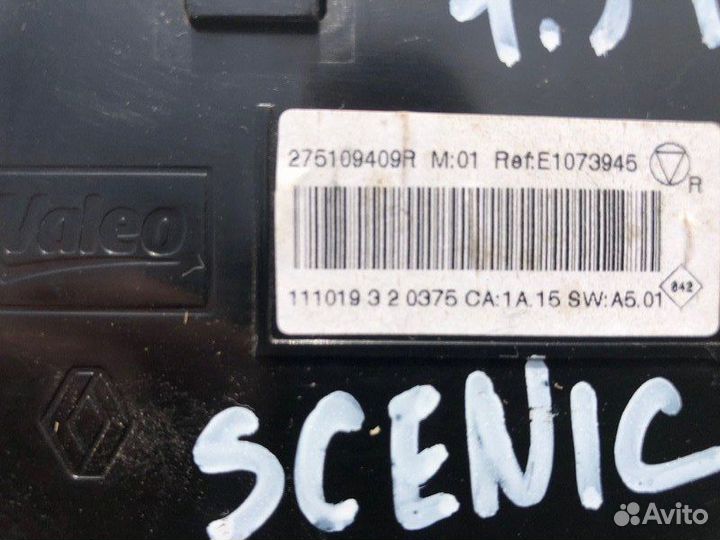 275109409R M:01 Ref:E1073945
R
Valeo
111019 3 2 0375 CA:1A.15 SW:A5.01
842
SCENIC
Avito